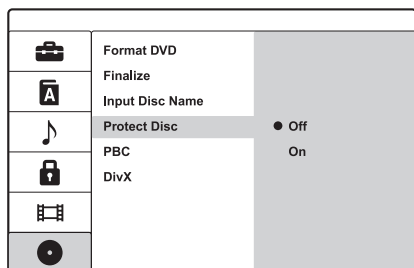 Format DVD
Finalize
Input Disc Name
Protect Disc
Off
PBC
On
DivX
A